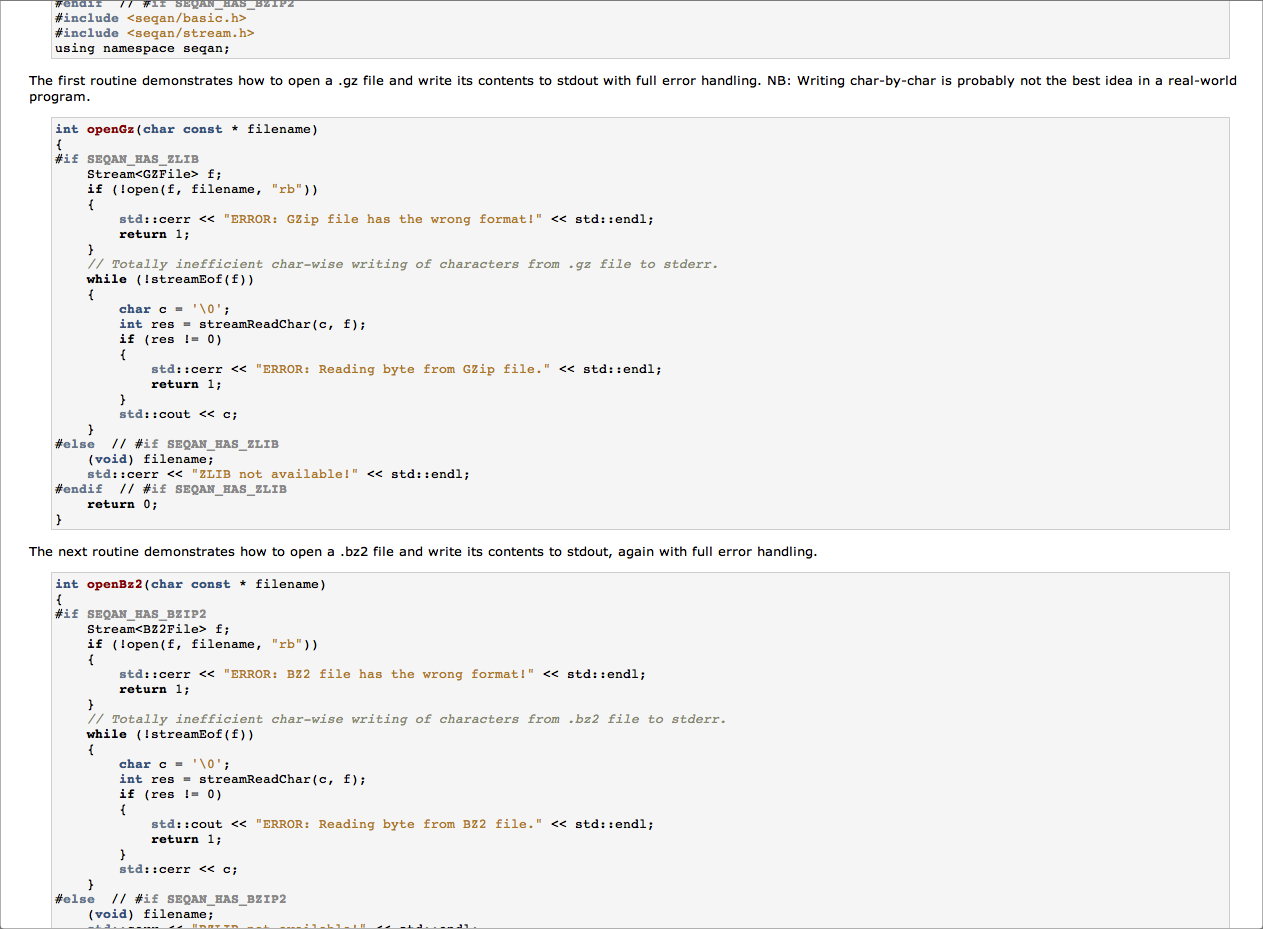 #endif  // #if SEQAN_HAS_BZIP2
#include <seqan/basic.h>
#include <seqan/stream.h>
using namespace seqan;
The first routine demonstrates how to open a .gz file and write its contents to stdout with full error handling. NB: Writing char-by-char is probably not the best idea in a real-world
program.
int openGz(char const * filename)
{
#if SEQAN_HAS_ZLIB
    Stream<GZFile> f;
    if (!open(f, filename, "rb"))
    {
        std::cerr << "ERROR: GZip file has the wrong format!" << std::endl;
        return 1;
    }
    // Totally inefficient char-wise writing of characters from .gz file to stderr.
    while (!streamEof(f))
    {
        char c = '\0';
        int res = streamReadChar(c, f);
        if (res != 0)
        {
            std::cerr << "ERROR: Reading byte from GZip file." << std::endl;
            return 1;
        }
        std::cout << c;
    }
#else  // #if SEQAN_HAS_ZLIB
    (void) filename;
    std::cerr << "ZLIB not available!" << std::endl;
#endif  // #if SEQAN_HAS_ZLIB
    return 0;
}
The next routine demonstrates how to open a .bz2 file and write its contents to stdout, again with full error handling.
int openBz2(char const * filename)
{
#if SEQAN_HAS_BZIP2
    Stream<BZ2File> f;
    if (!open(f, filename, "rb"))
    {
        std::cerr << "ERROR: BZ2 file has the wrong format!" << std::endl;
        return 1;
    }
    // Totally inefficient char-wise writing of characters from .bz2 file to stderr.
    while (!streamEof(f))
    {
        char c = '\0';
        int res = streamReadChar(c, f);
        if (res != 0)
        {
            std::cout << "ERROR: Reading byte from BZ2 file." << std::endl;
            return 1;
        }
        std::cerr << c;
    }
#else  // #if SEQAN_HAS_BZIP2
    (void) filename;
    std::cerr << "BZLIB not available!" << std::endl;